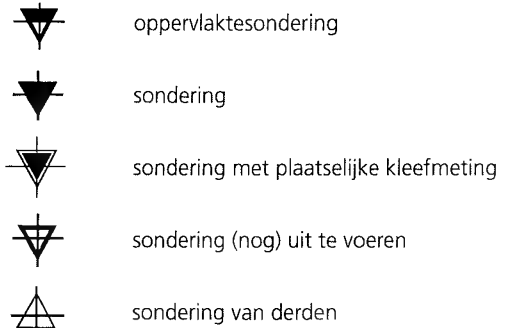 oppervlaktesondering
sondering
sondering met plaatselijke kleefmeting
sondering (nog) uit te voeren
sondering van derden